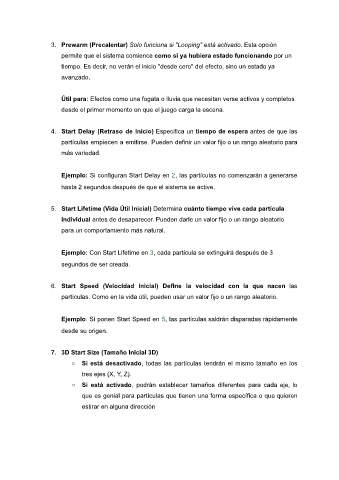 3. Prewarm (Precalentar) Solo funciona si "Looping" está activado. Esta opción
permite que el sistema comience como si ya hubiera estado funcionando por un
tiempo. Es decir, no verán el inicio "desde cero" del efecto, sino un estado ya
avanzado.
Útil para: Efectos como una fogata o lluvia que necesitan verse activos y completos
desde el primer momento en que el juego carga la escena.
4. Start Delay (Retraso de Inicio) Especifica un tiempo de espera antes de que las
partículas empiecen a emitirse. Pueden definir un valor fijo o un rango aleatorio para
más variedad.
Ejemplo: Si configuran Start Delay en 2, las partículas no comenzarán a generarse
hasta 2 segundos después de que el sistema se active.
5. Start Lifetime (Vida Útil Inicial) Determina cuánto tiempo vive cada partícula
individual antes de desaparecer. Pueden darle un valor fijo o un rango aleatorio
para un comportamiento más natural.
Ejemplo: Con Start Lifetime en 3, cada partícula se extinguirá después de 3
segundos de ser creada.
6. Start Speed (Velocidad Inicial) Define la velocidad con la que nacen las
partículas. Como en la vida útil, pueden usar un valor fijo o un rango aleatorio.
Ejemplo: Si ponen Start Speed en 5, las partículas saldrán disparadas rápidamente
desde su origen.
7. 3D Start Size (Tamaño Inicial 3D)
○ Si está desactivado, todas las partículas tendrán el mismo tamaño en los
tres ejes (X, Y, Z).
○ Si está activado, podrán establecer tamaños diferentes para cada eje, lo
que es genial para partículas que tienen una forma específica o que quieren
estirar en alguna dirección